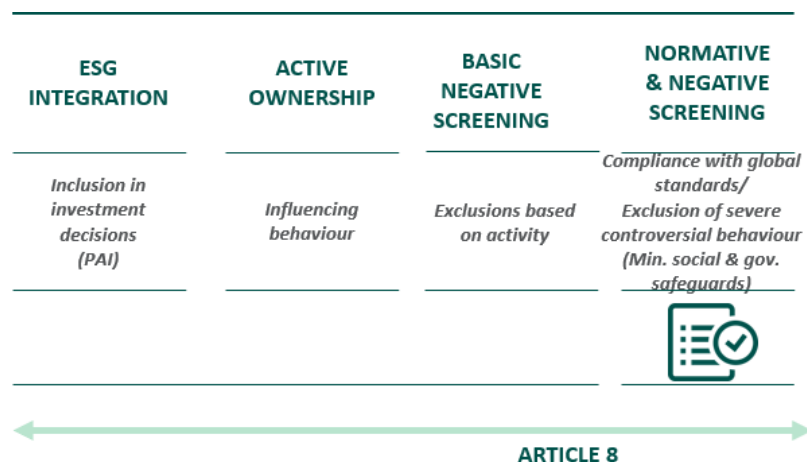 ESG
INTEGRATION
ACTIVE
OWNERSHIP
BASIC
NEGATIVE
SCREENING
NORMATIVE
& NEGATIVE
SCREENING
Inclusion in
investment
decisions
(PAI)
Influencing
behaviour
Exclusions based
on activity
Compliance with global
standards/
Exclusion of severe
controversial behaviour
(Min. social & gov.
safeguards)
ARTICLE 8